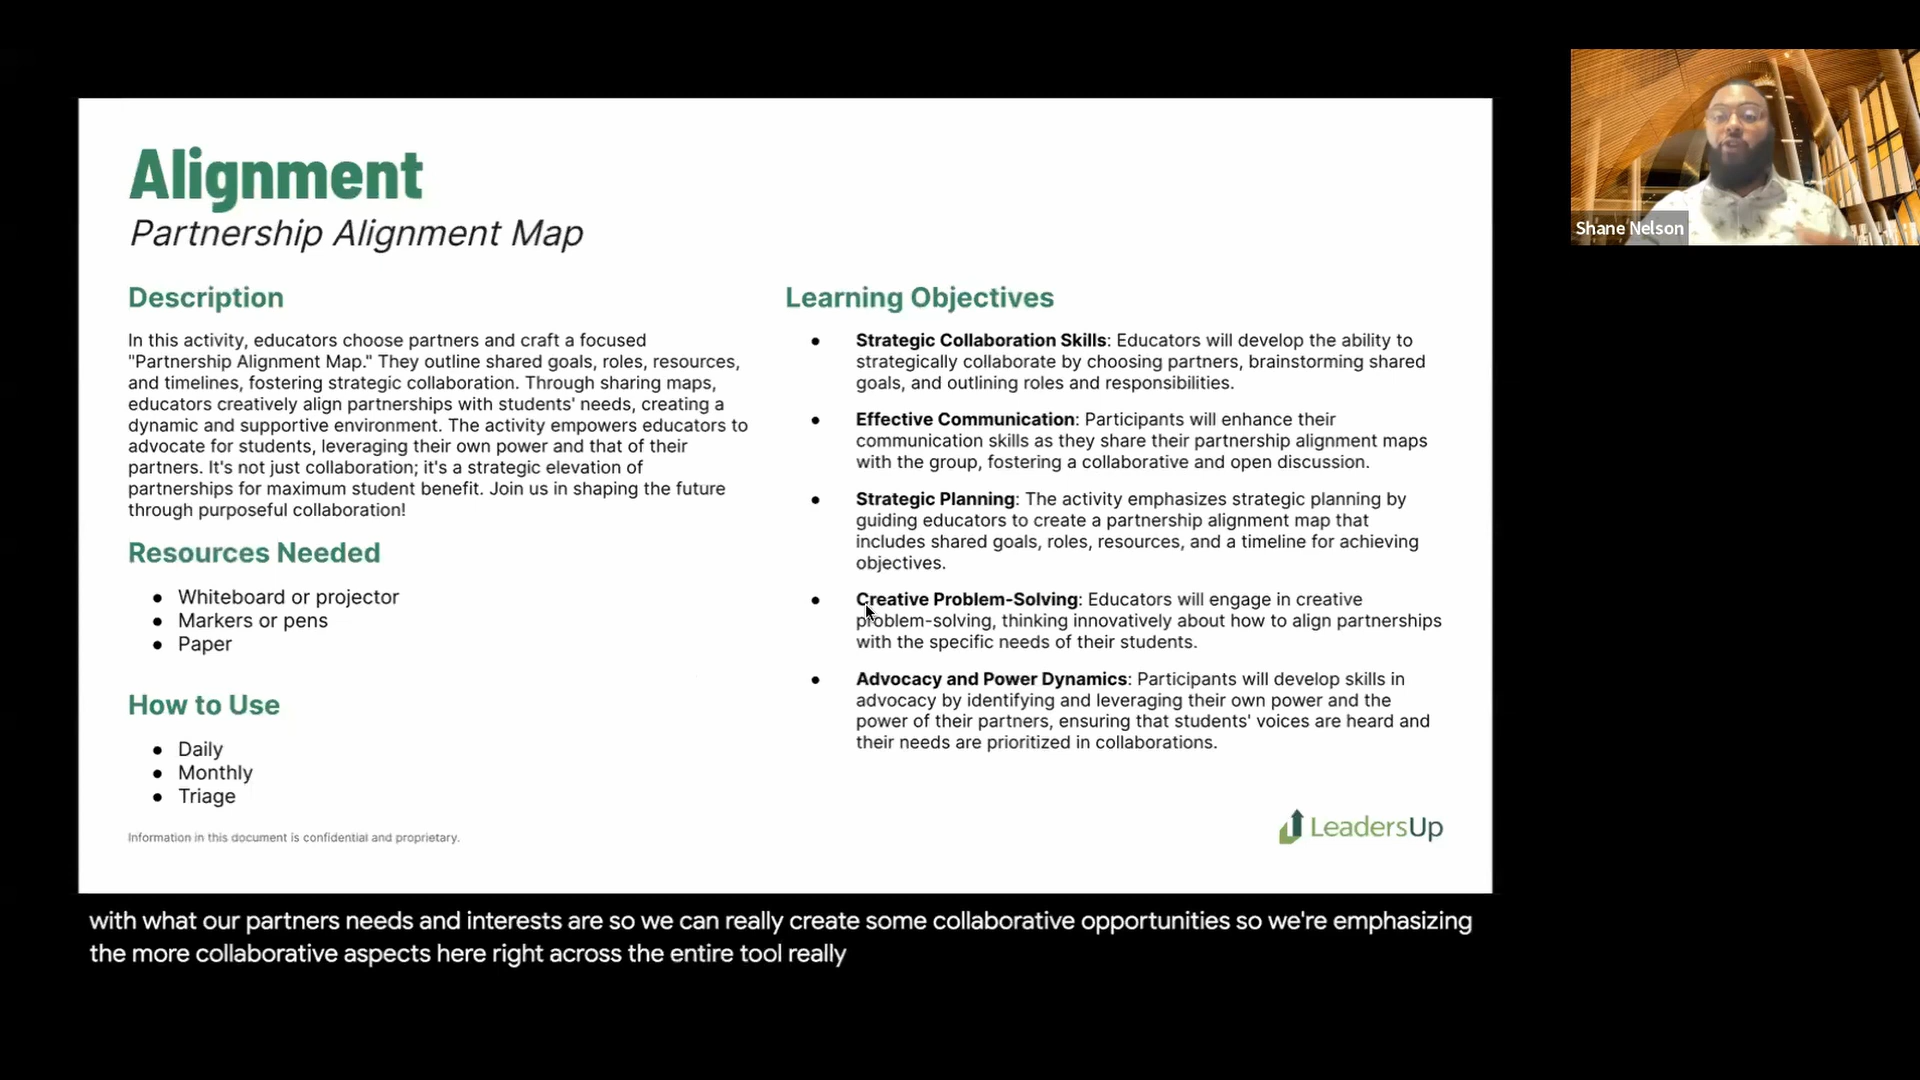 Alignment
Partnership Alignment Map
Description
In this activity, educators choose partners and craft a focused
"Partnership Alignment Map." They outline shared goals, roles, resources,
and timelines, fostering strategic collaboration. Through sharing maps,
educators creatively align partnerships with students' needs, creating a
dynamic and supportive environment. The activity empowers educators to
advocate for students, leveraging their own power and that of their
partners. It's not just collaboration; it's a strategic elevation of
partnerships for maximum student benefit. Join us in shaping the future
through purposeful collaboration!
Resources Needed
● Whiteboard or projector
● Markers or pens
● Paper
How to Use
● Daily
● Monthly
● Triage
Information in this document is confidential and proprietary.
Learning Objectives
● Strategic Collaboration Skills: Educators will develop the ability to
strategically collaborate by choosing partners, brainstorming shared
goals, and outlining roles and responsibilities.
● Effective Communication: Participants will enhance their
communication skills as they share their partnership alignment maps
with the group, fostering a collaborative and open discussion.
● Strategic Planning: The activity emphasizes strategic planning by
guiding educators to create a partnership alignment map that
includes shared goals, roles, resources, and a timeline for achieving
objectives.
● Creative Problem-Solving: Educators will engage in creative
problem-solving, thinking innovatively about how to align partnerships
with the specific needs of their students.
● Advocacy and Power Dynamics: Participants will develop skills in
advocacy by identifying and leveraging their own power and the
power of their partners, ensuring that students' voices are heard and
their needs are prioritized in collaborations.
LeadersUp
Shane Nelson
with what our partners needs and interests are so we can really create some collaborative opportunities so we're emphasizing
the more collaborative aspects here right across the entire tool really